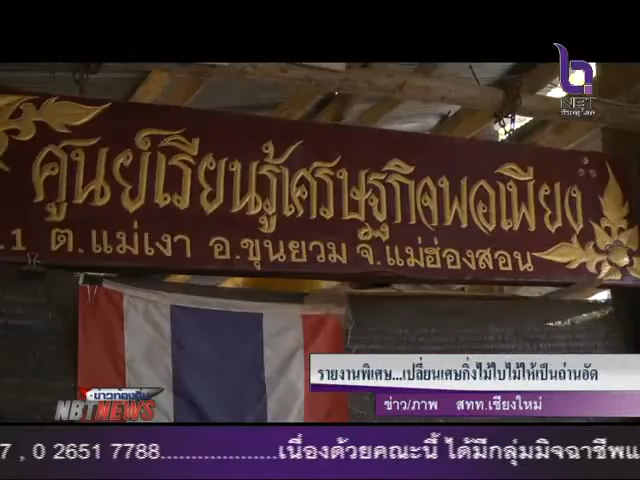 NET
ศูนย์เรียนรู้เศรษฐกิจพอเพียง
.1 ต.แม่เงา อ.ขุนยวม จ.แม่ฮ่องสอน
รายงานพิเศษ...เปลี่ยนเศษกิ่งไม้ใบไม้ให้เป็นถ่านอัด
ข่าวท้องถิ่น
NBT NEWS
ข่าว/ภาพ สทท.เชียงใหม่
7 , 0 2651 7788..................เนื่องด้วยคณะนี้ ได้มีกลุ่มมิจฉาชีพแ